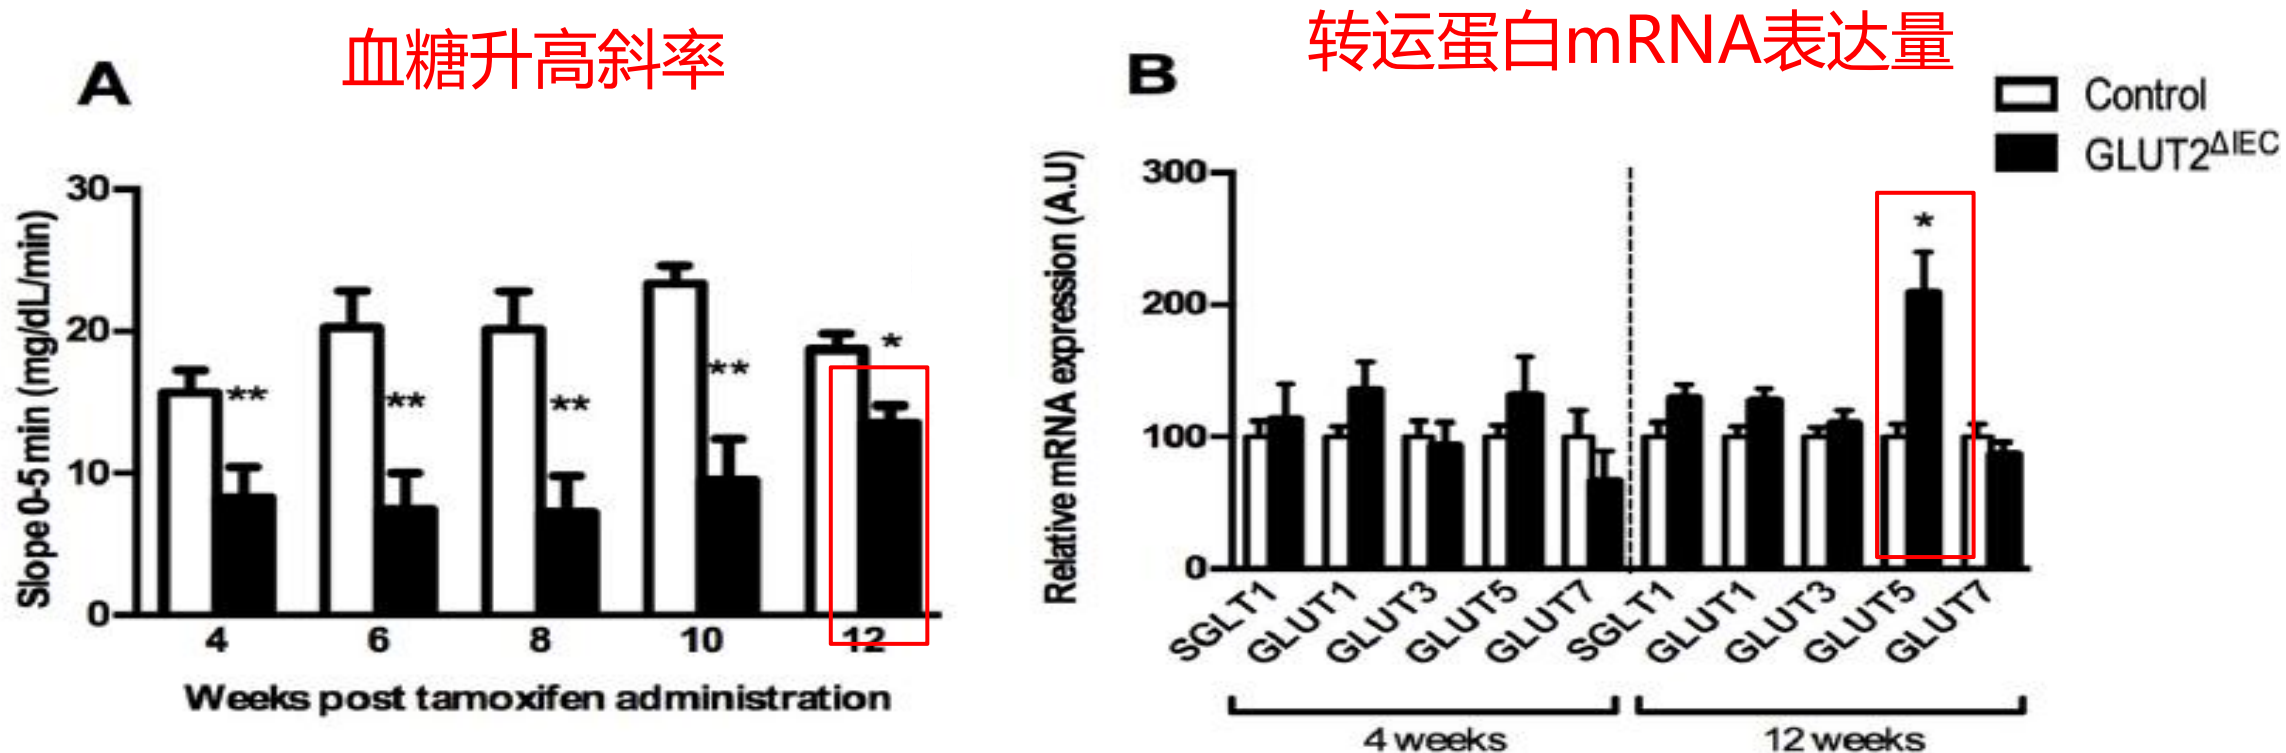 血糖升高斜率
转运蛋白mRNA表达量
A
B
Control
GLUT2ΔIEC
Slope 0-5 min (mg/dL/min)
30
20
10
0
**
**
**
**
*
4 6 8 10 12
Weeks post tamoxifen administration
Relative mRNA expression (A.U)
300
200
100
0
*
SGLT1 GLUT1 GLUT3 GLUT5 GLUT7 SGLT1 GLUT1 GLUT3 GLUT5 GLUT7
4 weeks 12 weeks